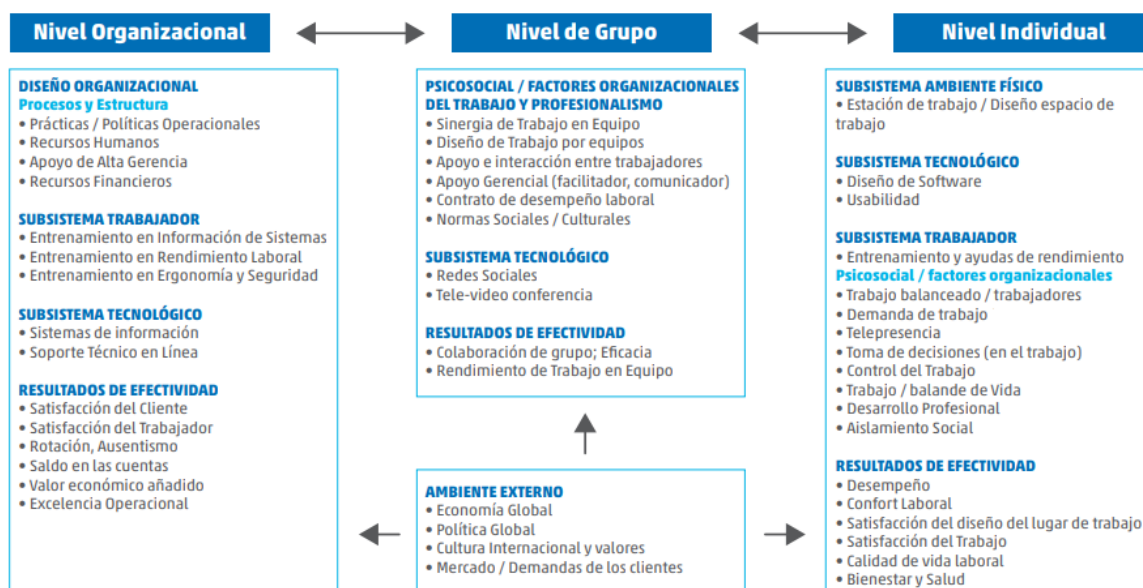 Nivel Organizacional
DISEÑO ORGANIZACIONAL
Procesos y Estructura
• Prácticas / Políticas Operacionales
• Recursos Humanos
• Apoyo de Alta Gerencia
• Recursos Financieros
SUBSISTEMA TRABAJADOR
• Entrenamiento en Información de Sistemas
• Entrenamiento en Rendimiento Laboral
• Entrenamiento en Ergonomía y Seguridad
SUBSISTEMA TECNOLÓGICO
• Sistemas de información
• Soporte Técnico en Línea
RESULTADOS DE EFECTIVIDAD
• Satisfacción del Cliente
• Satisfacción del Trabajador
• Rotación, Ausentismo
• Saldo en las cuentas
• Valor económico añadido
• Excelencia Operacional
Nivel de Grupo
PSICOSOCIAL / FACTORES ORGANIZACIONALES
DEL TRABAJO Y PROFESIONALISMO
• Sinergia de Trabajo en Equipo
• Diseño de Trabajo por equipos
• Apoyo e interacción entre trabajadores
• Apoyo Gerencial (facilitador, comunicador)
• Contrato de desempeño laboral
• Normas Sociales / Culturales
SUBSISTEMA TECNOLÓGICO
• Redes Sociales
• Tele-video conferencia
RESULTADOS DE EFECTIVIDAD
• Colaboración de grupo; Eficacia
• Rendimiento de Trabajo en Equipo
AMBIENTE EXTERNO
• Economía Global
• Política Global
• Cultura Internacional y valores
• Mercado / Demandas de los clientes
Nivel Individual
SUBSISTEMA AMBIENTE FÍSICO
• Estación de trabajo / Diseño espacio de
trabajo
SUBSISTEMA TECNOLÓGICO
• Diseño de Software
• Usabilidad
SUBSISTEMA TRABAJADOR
• Entrenamiento y ayudas de rendimiento
Psicosocial / factores organizacionales
• Trabajo balanceado / trabajadores
• Demanda de trabajo
• Telepresencia
• Toma de decisiones (en el trabajo)
• Control del Trabajo
• Trabajo / balande de Vida
• Desarrollo Profesional
• Aislamiento Social
RESULTADOS DE EFECTIVIDAD
• Desempeño
• Confort Laboral
• Satisfacción del diseño del lugar de trabajo
• Satisfacción del Trabajo
• Calidad de vida laboral
• Bienestar y Salud